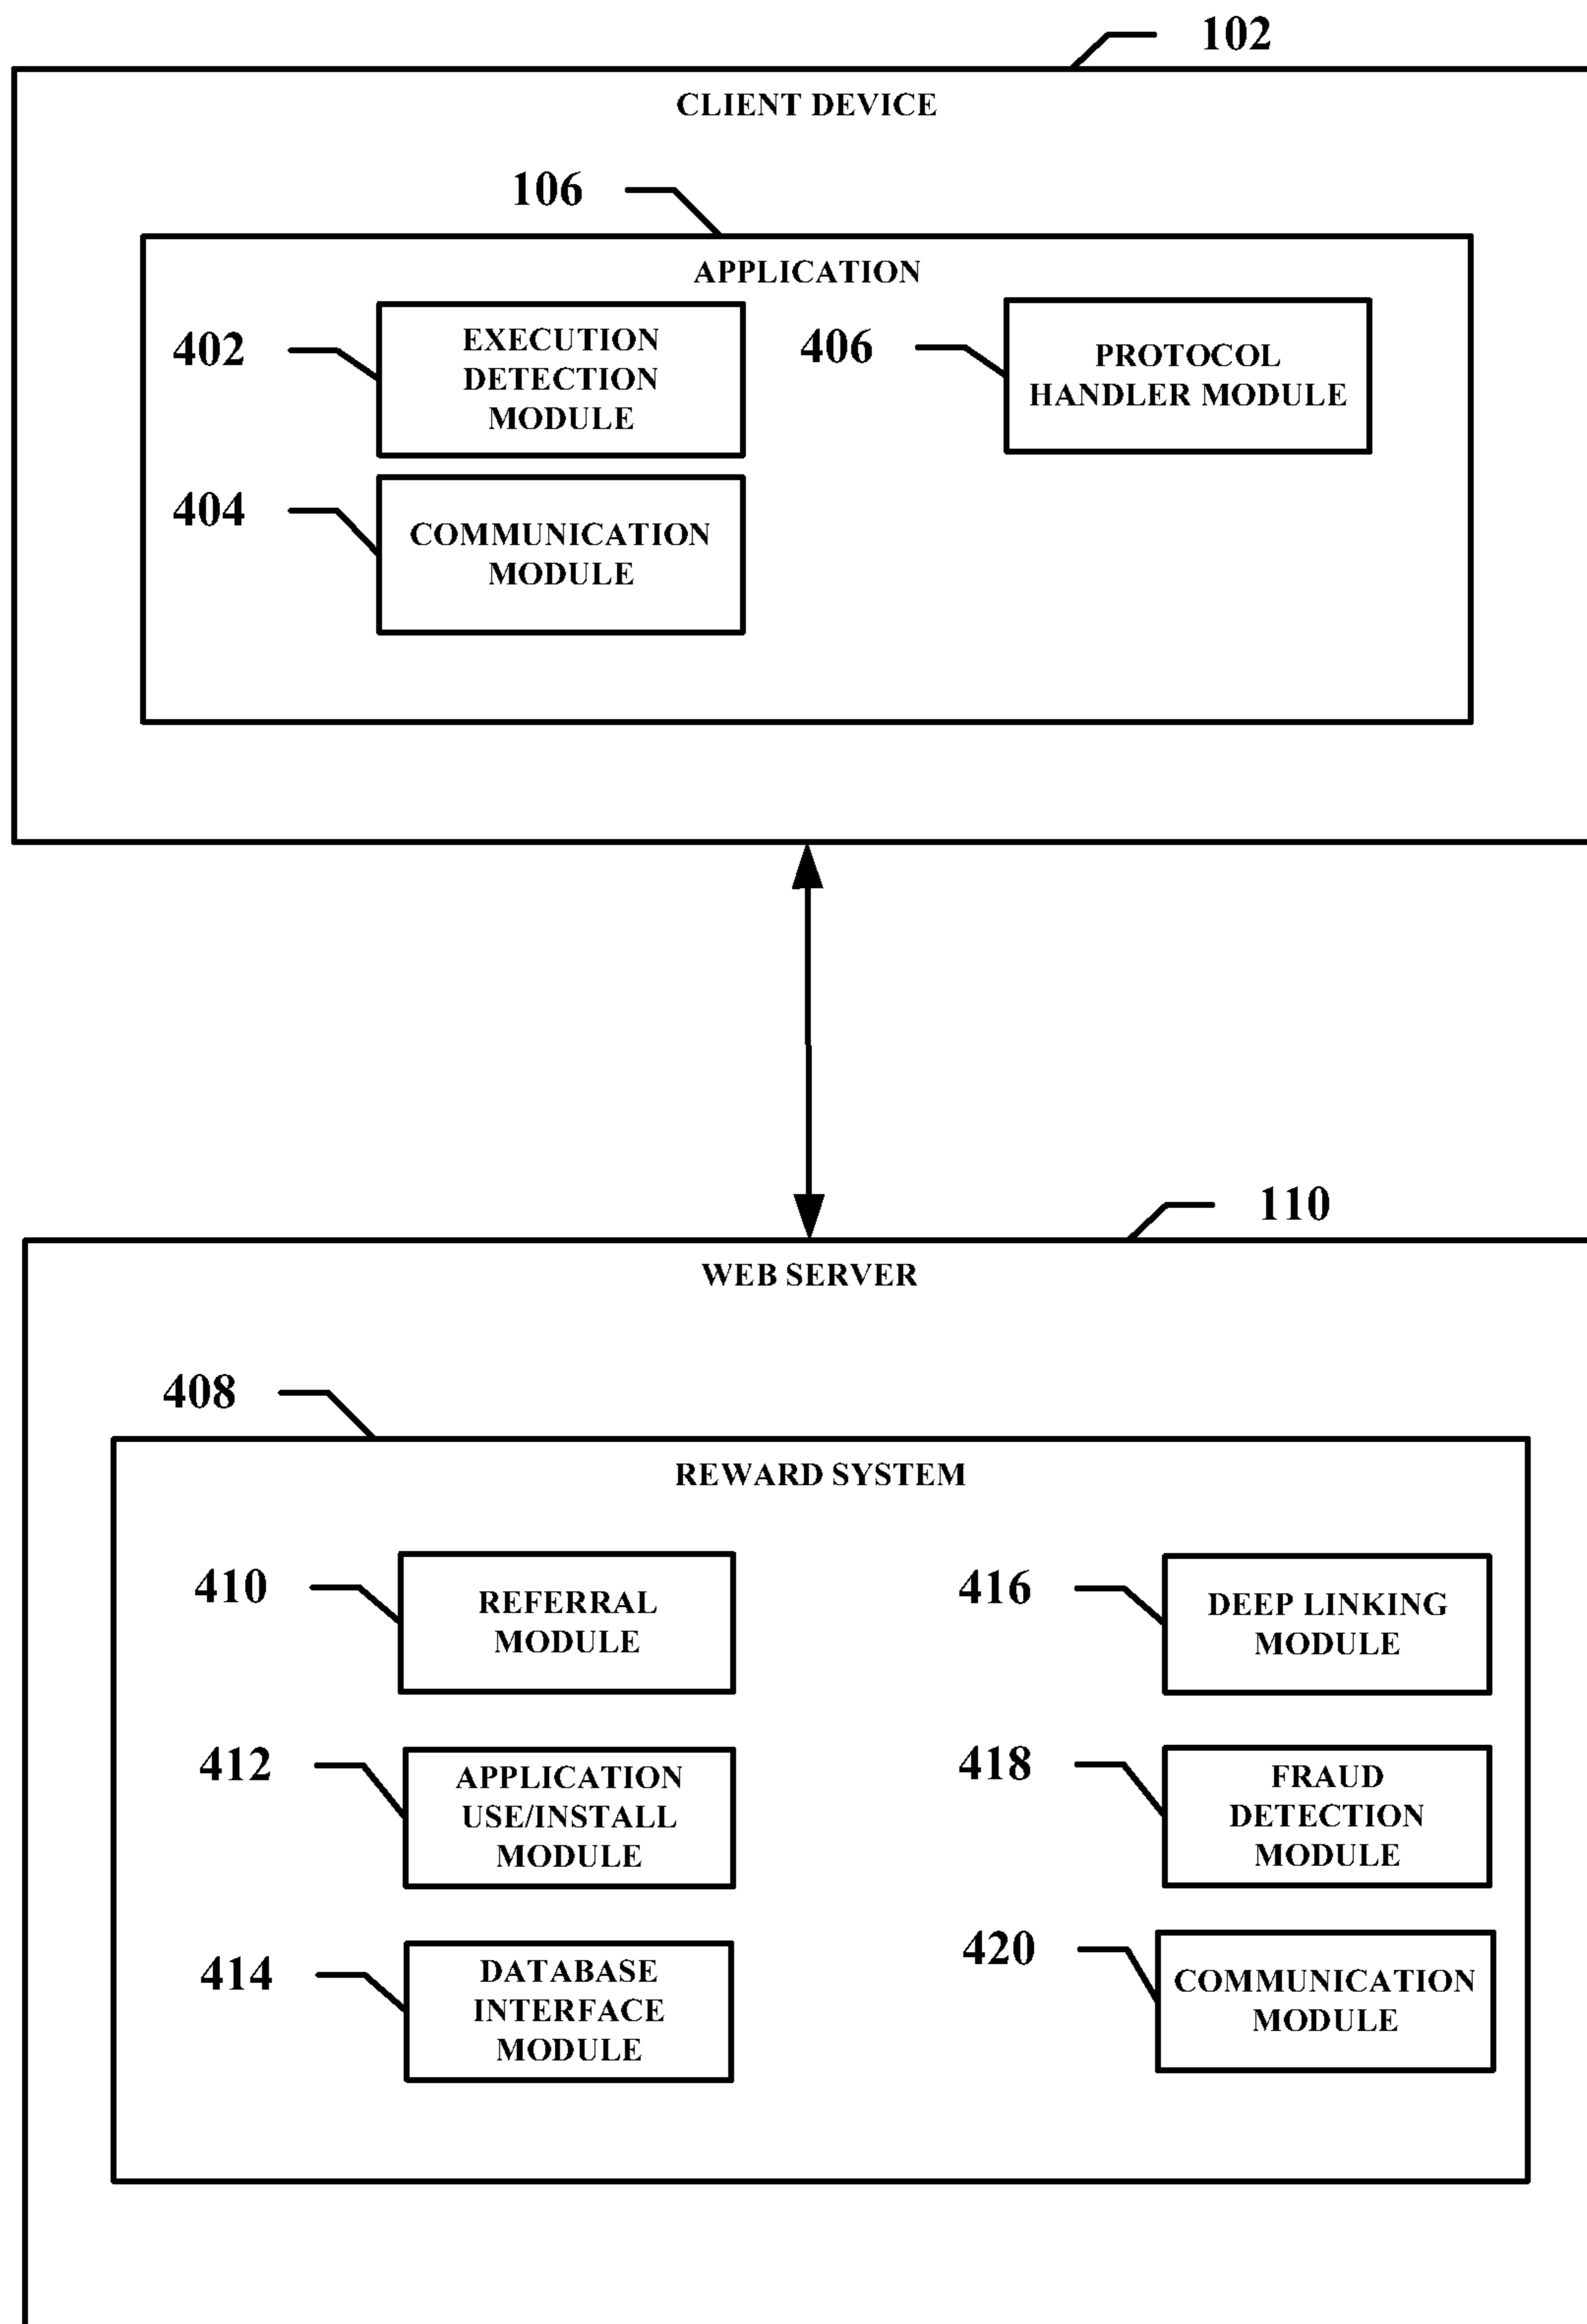 102
CLIENT DEVICE
106
APPLICATION
402
EXECUTION
DETECTION
MODULE
406
PROTOCOL
HANDLER MODULE
404
COMMUNICATION
MODULE
110
WEB SERVER
408
REWARD SYSTEM
410
REFERRAL
MODULE
416
DEEP LINKING
MODULE
412
APPLICATION
USE/INSTALL
MODULE
418
FRAUD
DETECTION
MODULE
414
DATABASE
INTERFACE
MODULE
420
COMMUNICATION
MODULE